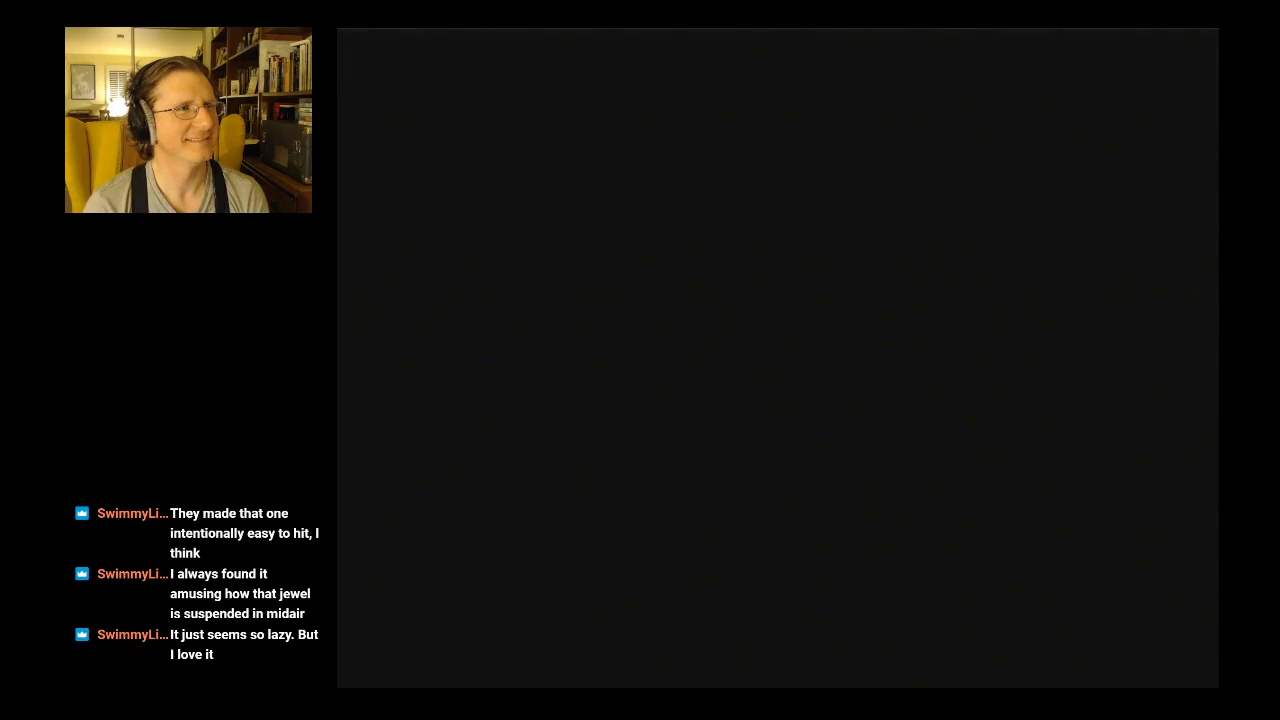 SwimmyLi... They made that one
intentionally easy to hit, I
think
SwimmyLi... I always found it
amusing how that jewel
is suspended in midair
SwimmyLi... It just seems so lazy. But
I love it